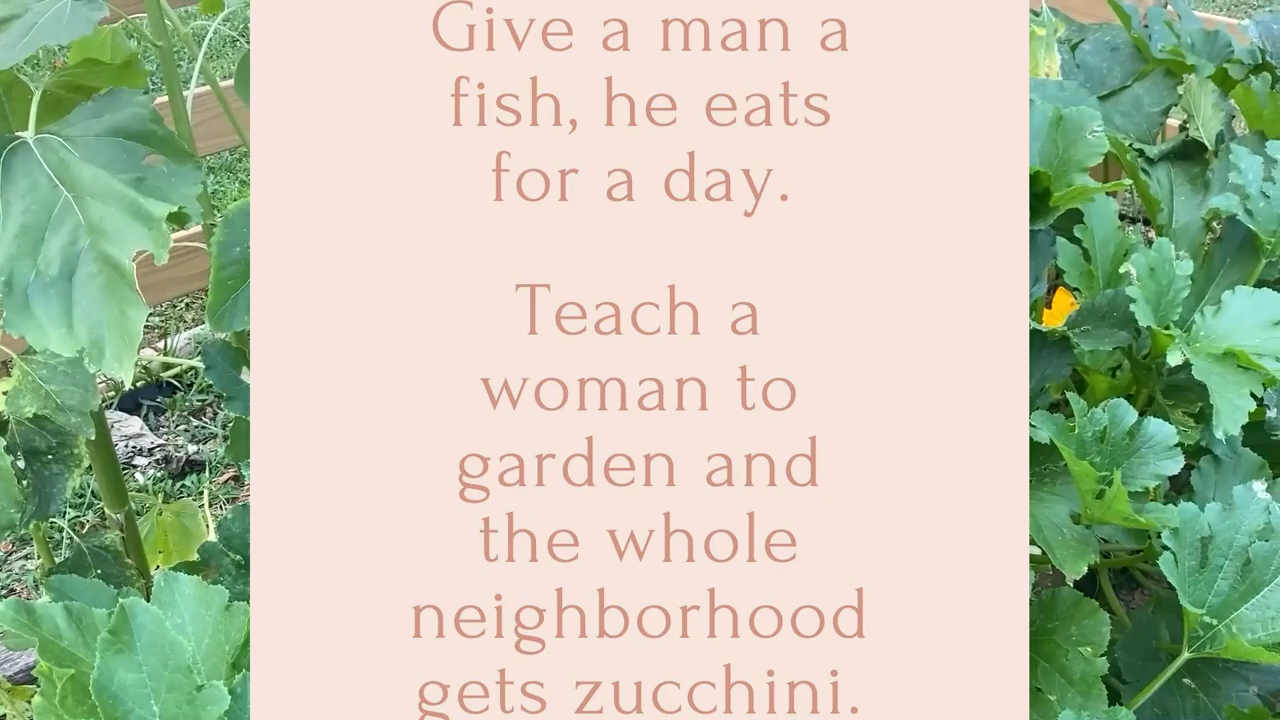 Give a man a
fish, he eats
for a day.
Teach a
woman to
garden and
the whole
neighborhood
gets zucchini.